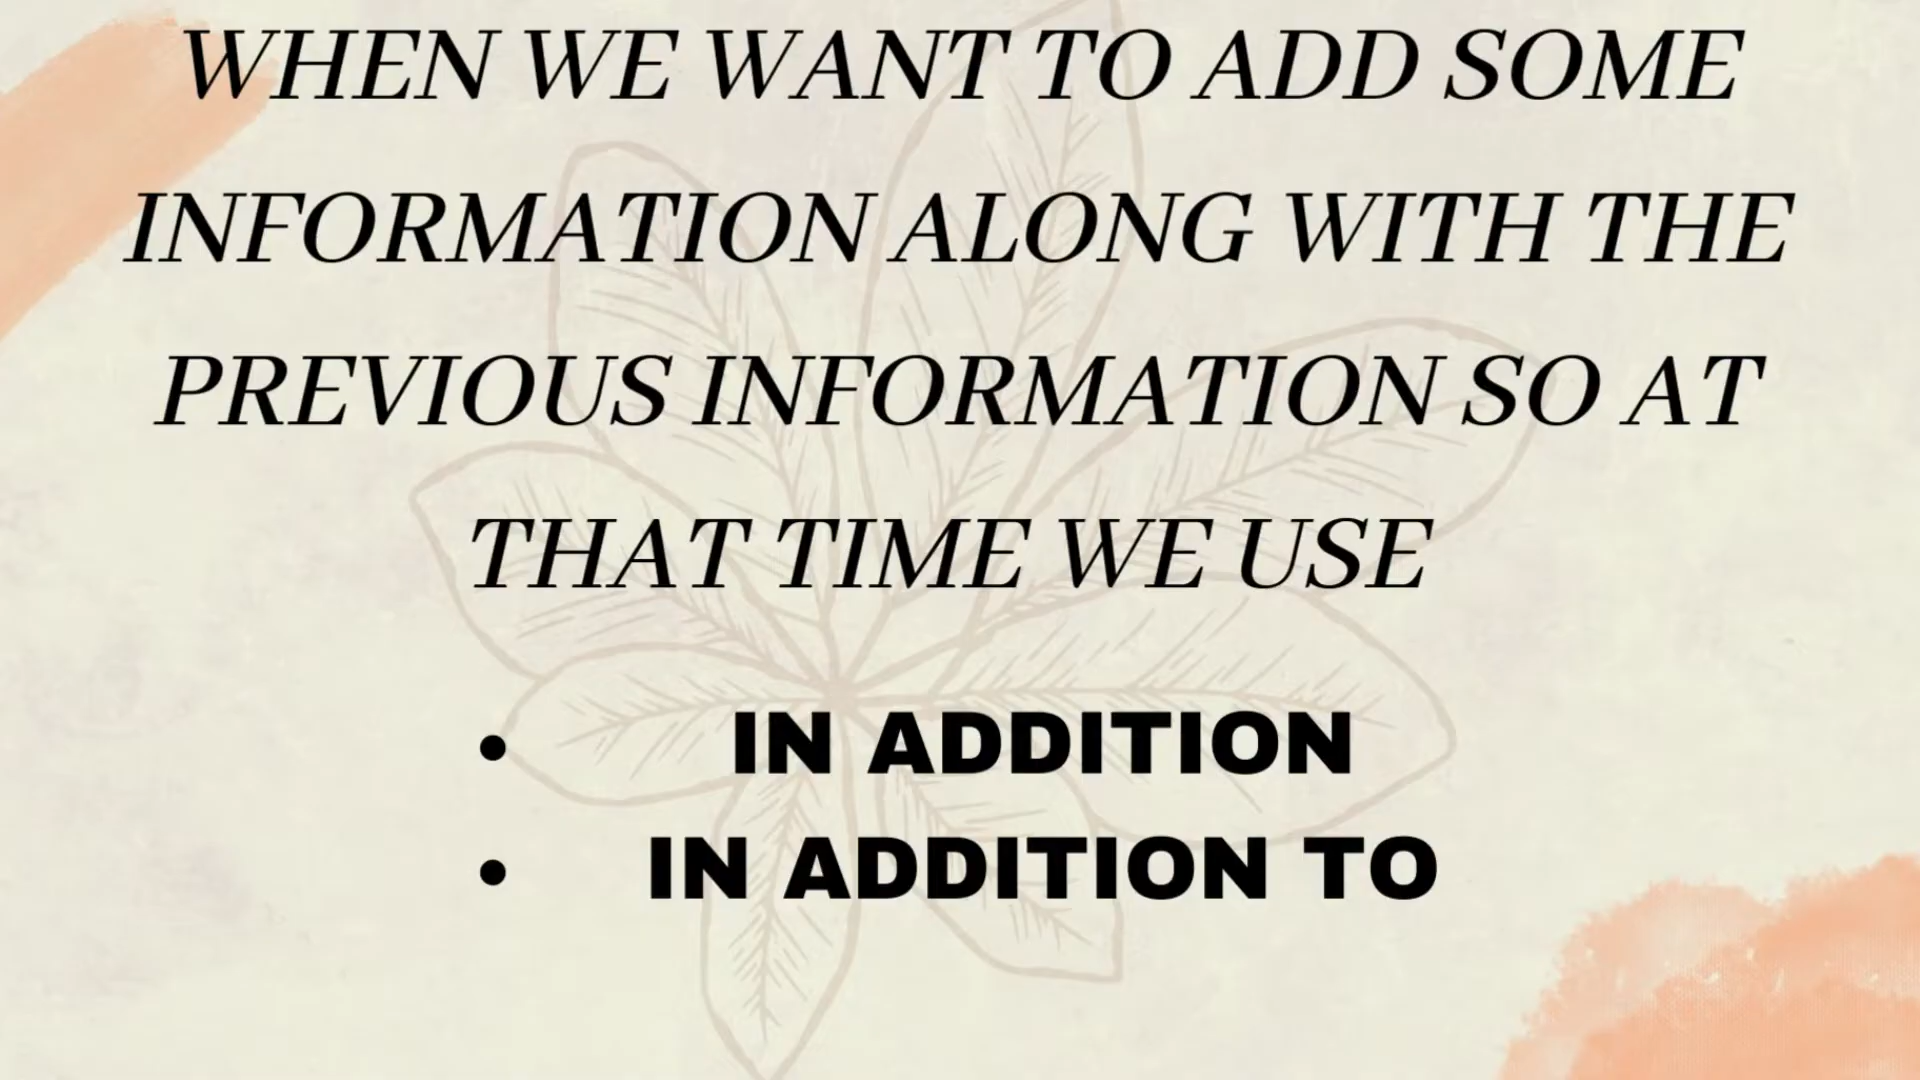 WHEN WE WANT TO ADD SOME
INFORMATION ALONG WITH THE
PREVIOUS INFORMATION SO AT
THAT TIME WE USE
• IN ADDITION
• IN ADDITION TO